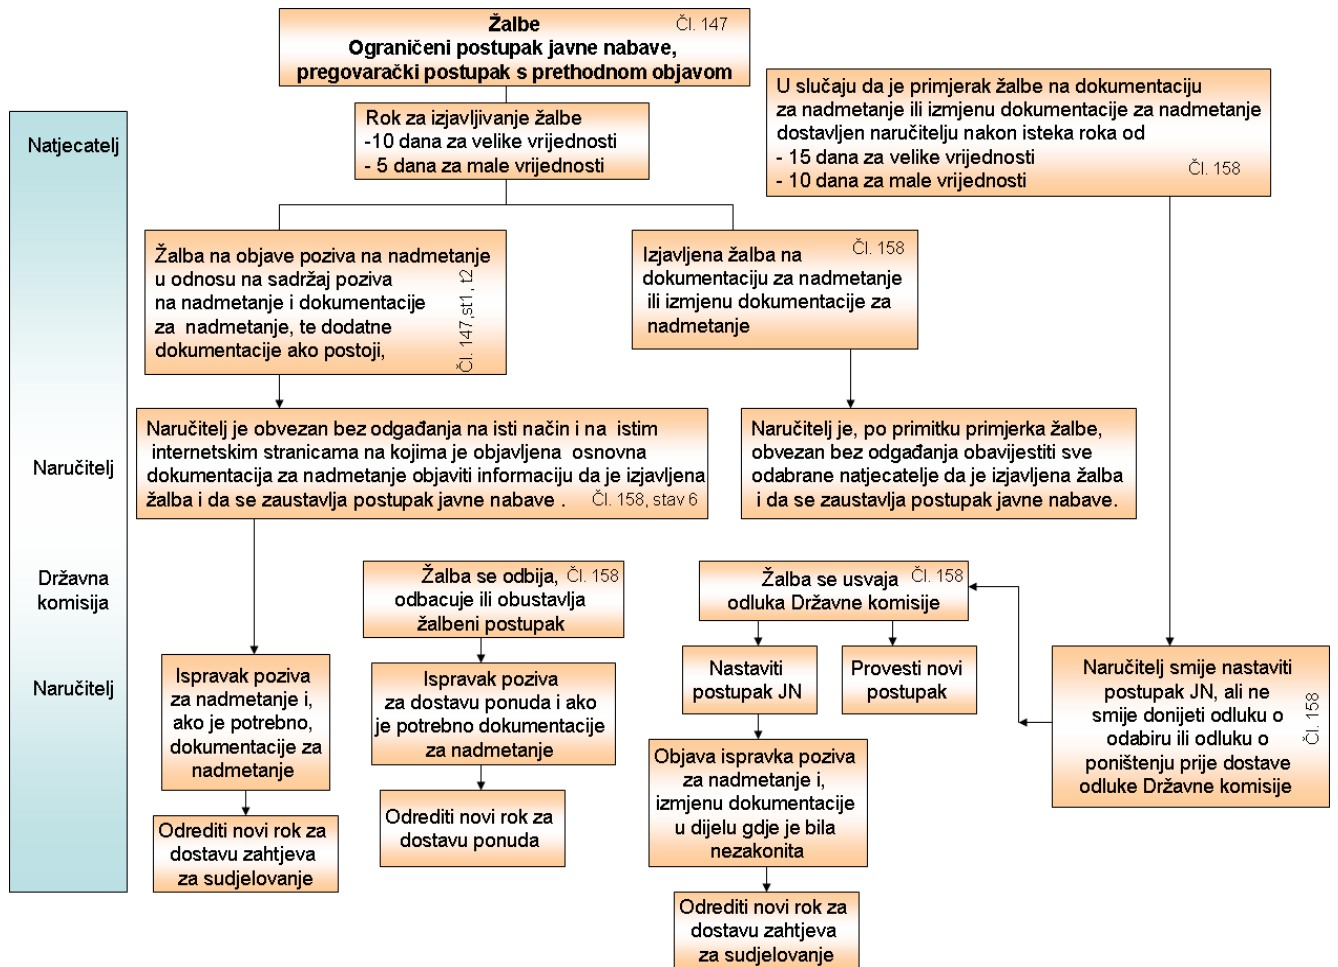 Žalbe
Čl. 147
Ograničeni postupak javne nabave,
pregovarački postupak s prethodnom objavom
Rok za izjavljivanje žalbe
-10 dana za velike vrijednosti
- 5 dana za male vrijednosti
U slučaju da je primjerak žalbe na dokumentaciju
za nadmetanje ili izmjenu dokumentacije za nadmetanje
dostavljen naručitelju nakon isteka roka od
- 15 dana za velike vrijednosti
- 10 dana za male vrijednosti
Čl. 158
Natjecatelj
Žalba na objave poziva na nadmetanje
u odnosu na sadržaj poziva
na nadmetanje i dokumentacije
za nadmetanje, te dodatne
dokumentacije ako postoji,
Čl. 147,st1, t2
Izjavljena žalba na
dokumentaciju za nadmetanje
ili izmjenu dokumentacije za
nadmetanje
Čl. 158
Naručitelj
Naručitelj je obvezan bez odgađanja na isti način i na istim
internetskim stranicama na kojima je objavljena osnovna
dokumentacija za nadmetanje objaviti informaciju da je izjavljena
žalba i da se zaustavlja postupak javne nabave .
Čl. 158, stav 6
Naručitelj je, po primitku primjerka žalbe,
obvezan bez odgađanja obavijestiti sve
odabrane natjecatelje da je izjavljena žalba
i da se zaustavlja postupak javne nabave.
Državna
komisija
Žalba se odbija,
odbacuje ili obustavlja
žalbeni postupak
Čl. 158
Žalba se usvaja
odluka Državne komisije
Čl. 158
Naručitelj
Ispravak poziva
za nadmetanje i,
ako je potrebno,
dokumentacije za
nadmetanje
Ispravak poziva
za dostavu ponuda i ako
je potrebno dokumentacije
za nadmetanje
Nastaviti
postupak JN
Provesti novi
postupak
Naručitelj smije nastaviti
postupak JN, ali ne
smije donijeti odluku o
odabiru ili odluku o
poništenju prije dostave
odluke Državne komisije
Čl. 158
Odrediti novi rok za
dostavu zahtjeva
za sudjelovanje
Odrediti novi rok za
dostavu ponuda
Objava ispravka poziva
za nadmetanje i,
izmjenu dokumentacije
u dijelu gdje je bila
nezakonita
Odrediti novi rok za
dostavu zahtjeva
za sudjelovanje